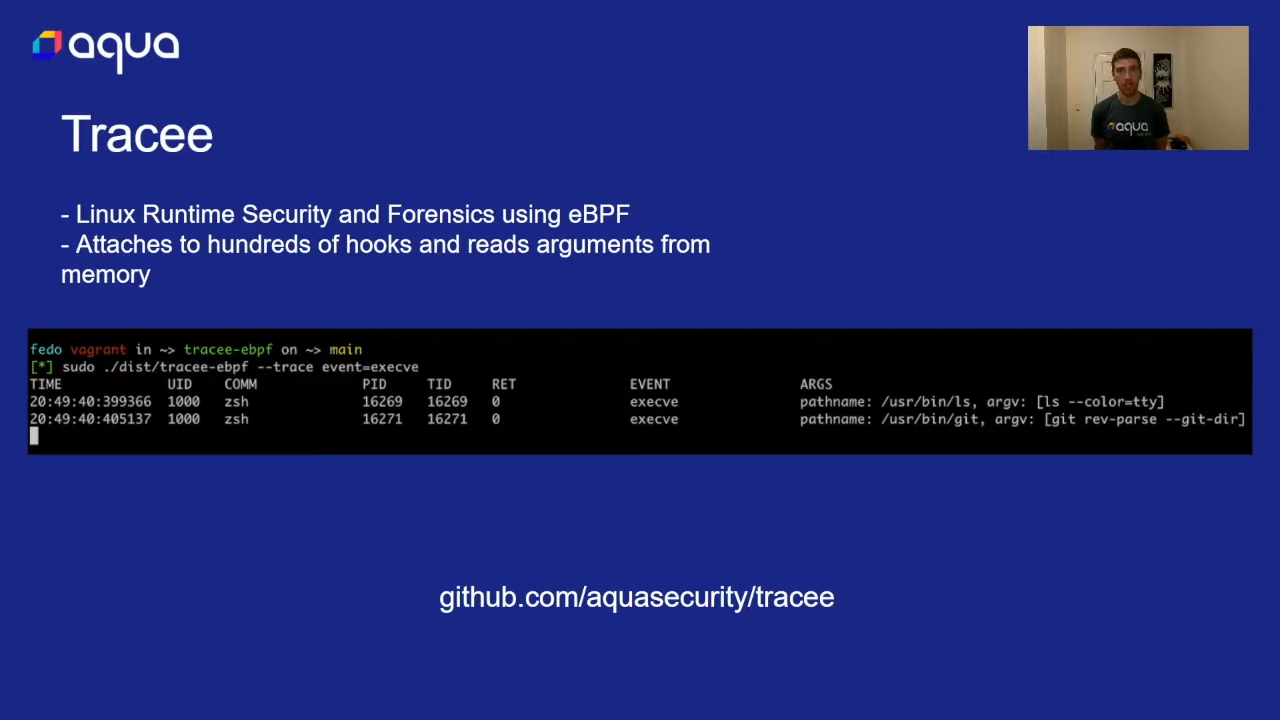 aqua
Tracee
- Linux Runtime Security and Forensics using eBPF
- Attaches to hundreds of hooks and reads arguments from
memory
fedo vagrant in ~> tracee-ebpf on ~> main
[*] sudo ./dist/tracee-ebpf --trace event=execve
TIME UID COMM PID TID RET EVENT ARGS
20:49:40:399366 1000 zsh 16269 16269 0 execve pathname: /usr/bin/ls, argv: [ls --color=tty]
20:49:40:405137 1000 zsh 16271 16271 0 execve pathname: /usr/bin/git, argv: [git rev-parse --git-dir]
github.com/aquasecurity/tracee
aqua